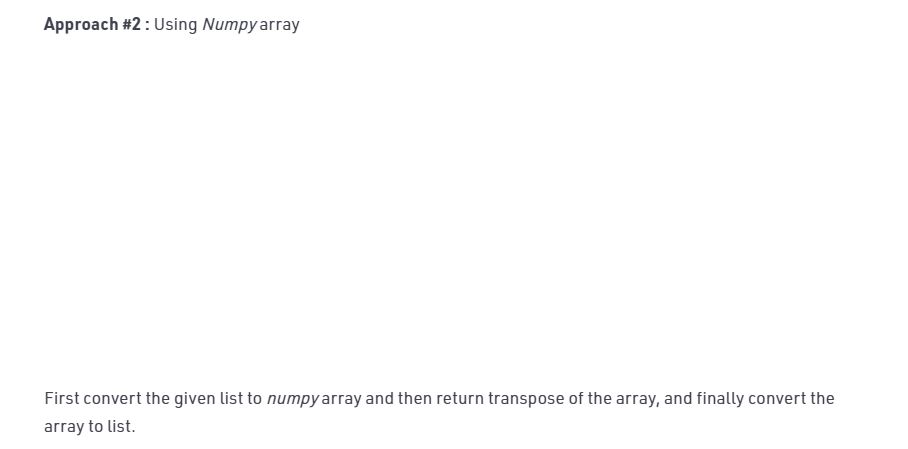 Approach #2 : Using Numpy array
First convert the given list to numpy array and then return transpose of the array, and finally convert the
array to list.